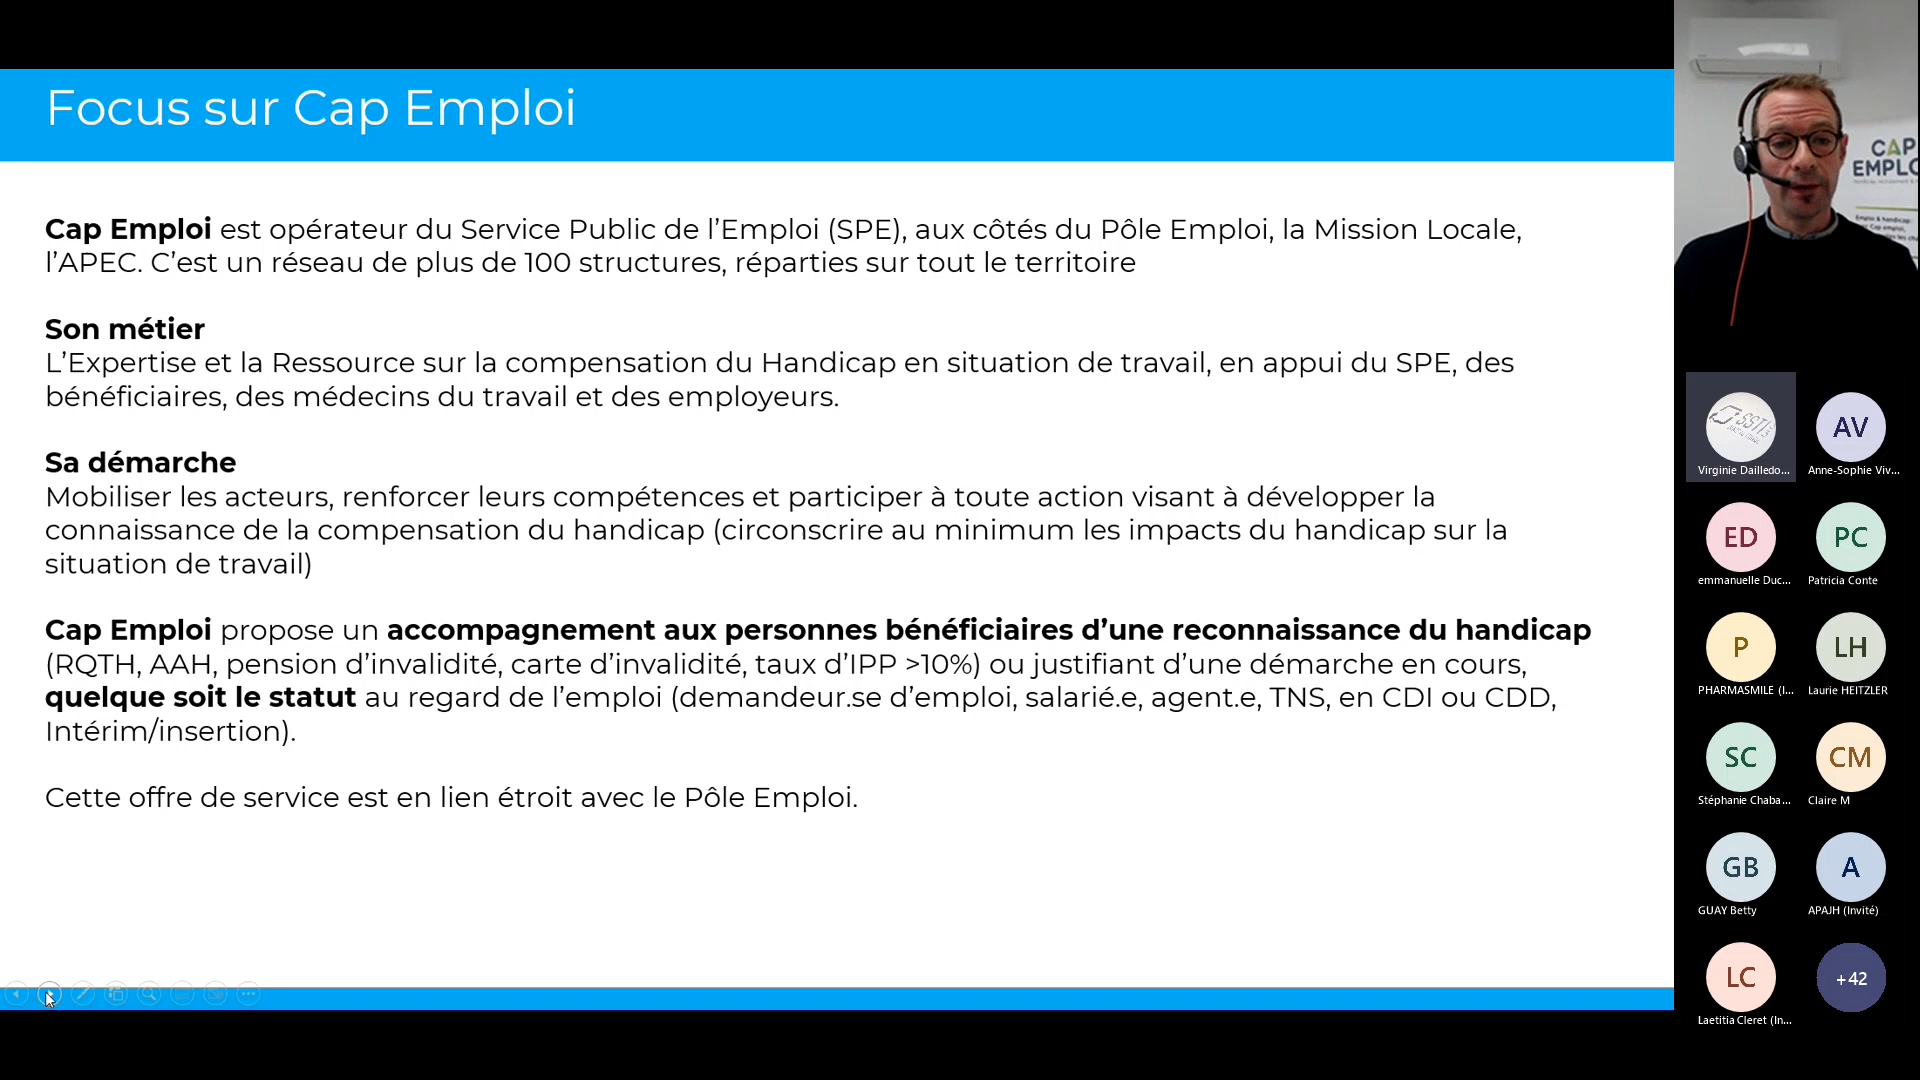 Focus sur Cap Emploi
Cap Emploi est opérateur du Service Public de l’Emploi (SPE), aux côtés du Pôle Emploi, la Mission Locale,
l’APEC. C’est un réseau de plus de 100 structures, réparties sur tout le territoire
Son métier
L’Expertise et la Ressource sur la compensation du Handicap en situation de travail, en appui du SPE, des
bénéficiaires, des médecins du travail et des employeurs.
Sa démarche
Mobiliser les acteurs, renforcer leurs compétences et participer à toute action visant à développer la
connaissance de la compensation du handicap (circonscrire au minimum les impacts du handicap sur la
situation de travail)
Cap Emploi propose un accompagnement aux personnes bénéficiaires d’une reconnaissance du handicap
(RQTH, AAH, pension d’invalidité, carte d’invalidité, taux d’IPP >10%) ou justifiant d’une démarche en cours,
quelque soit le statut au regard de l’emploi (demandeur.se d’emploi, salarié.e, agent.e, TNS, en CDI ou CDD,
Intérim/insertion).
Cette offre de service est en lien étroit avec le Pôle Emploi.
CAP
EMPLO
SSTI
Virginie Dailledo...
AV
Anne-Sophie Viv...
ED
emmanuelle Duc...
PC
Patricia Conte
P
PHARMASMILE (I...
LH
Laurie HEITZLER
SC
Stéphanie Chaba...
CM
Claire M
GB
GUAY Betty
A
APAJH (Invité)
LC
Laetitia Cleret (In...
+42